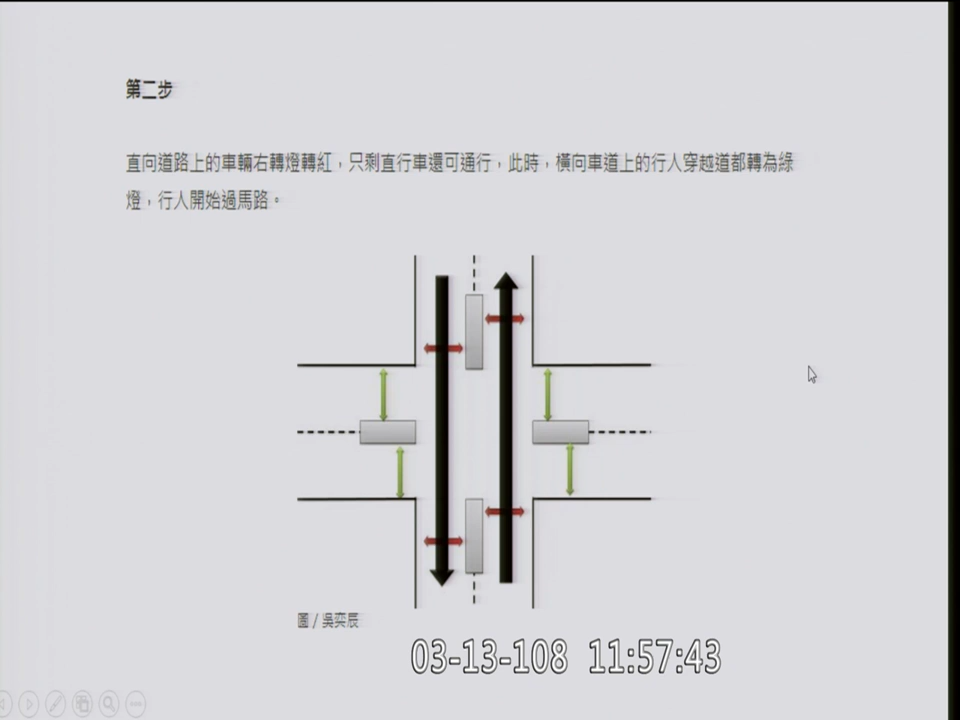 第二步
直向道路上的車輛右轉燈轉紅，只剩直行車還可通行，此時，橫向車道上的行人穿越道都轉為綠
燈，行人開始過馬路。
圖 / 吳奕辰
03-13-108 11:57:43